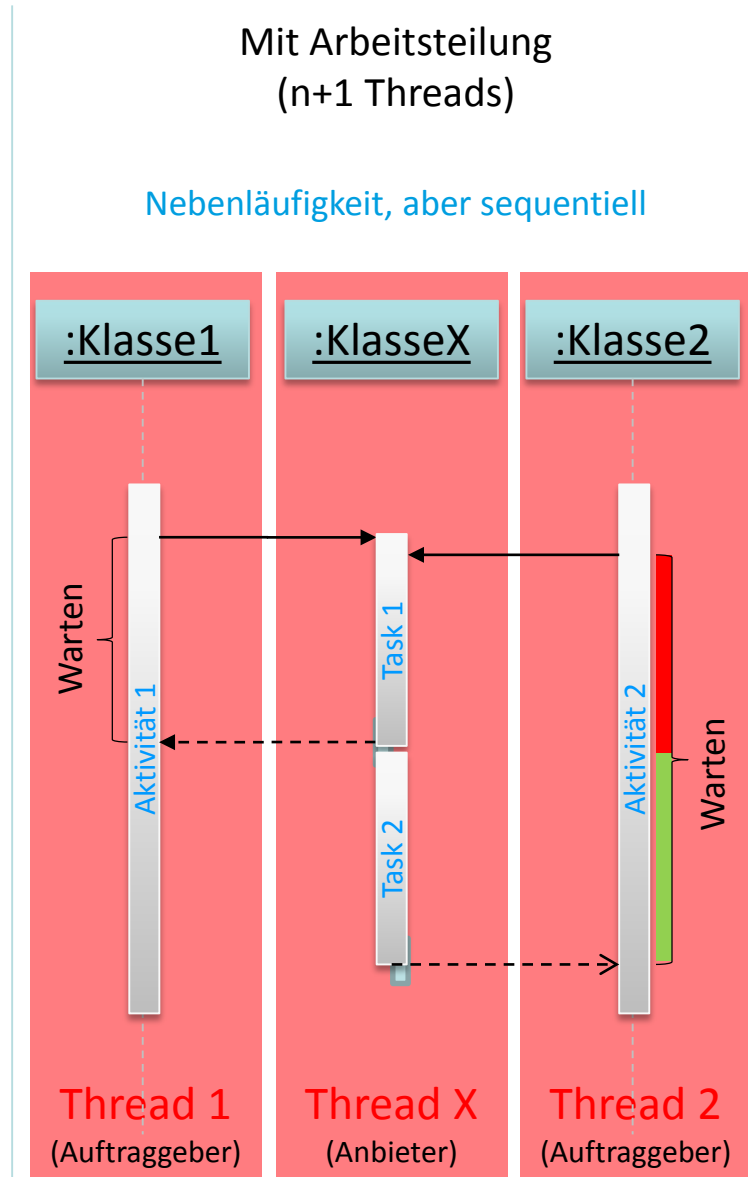 Mit Arbeitsteilung
(n+1 Threads)
Nebenläufigkeit, aber sequentiell
:Klasse1
:KlasseX
:Klasse2
Warten
Aktivität 1
Task 1
Task 2
Aktivität 2
Warten
Thread 1
(Auftraggeber)
Thread X
(Anbieter)
Thread 2
(Auftraggeber)